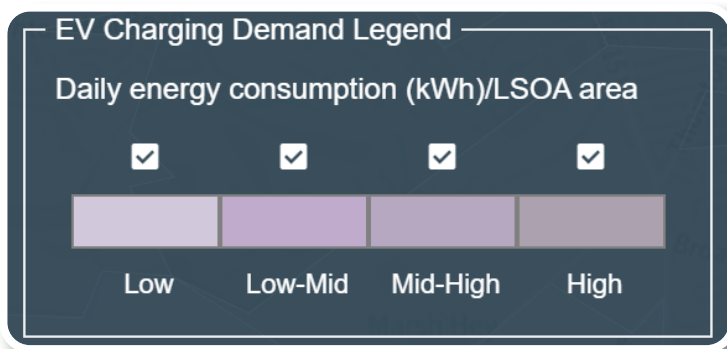 EV Charging Demand Legend
Daily energy consumption (kWh)/LSOA area
Low Low-Mid Mid-High High